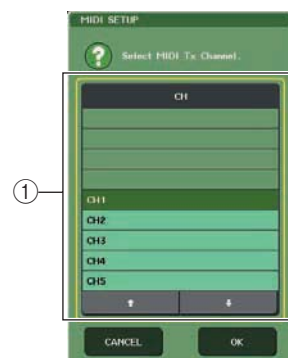 MIDI SETUP
? Select MIDI Tx Channel.
CH
①
CH1
CH2
CH3
CH4
CH5
CANCEL
OK